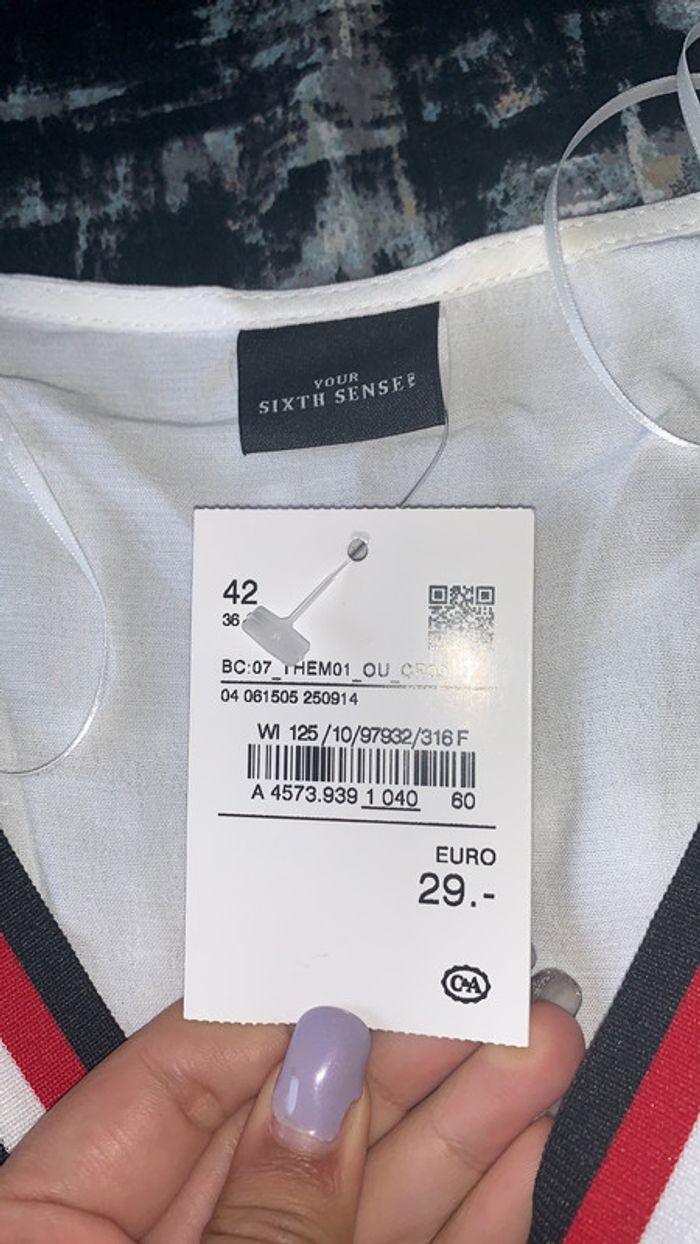 YOUR
SIXTH SENSE
42
36
BC:07_THEM01_OU_
04 061505 250914
WI 125/10/97932/316 F
A 4573.939 1 040 60
EURO
29.-
C&A